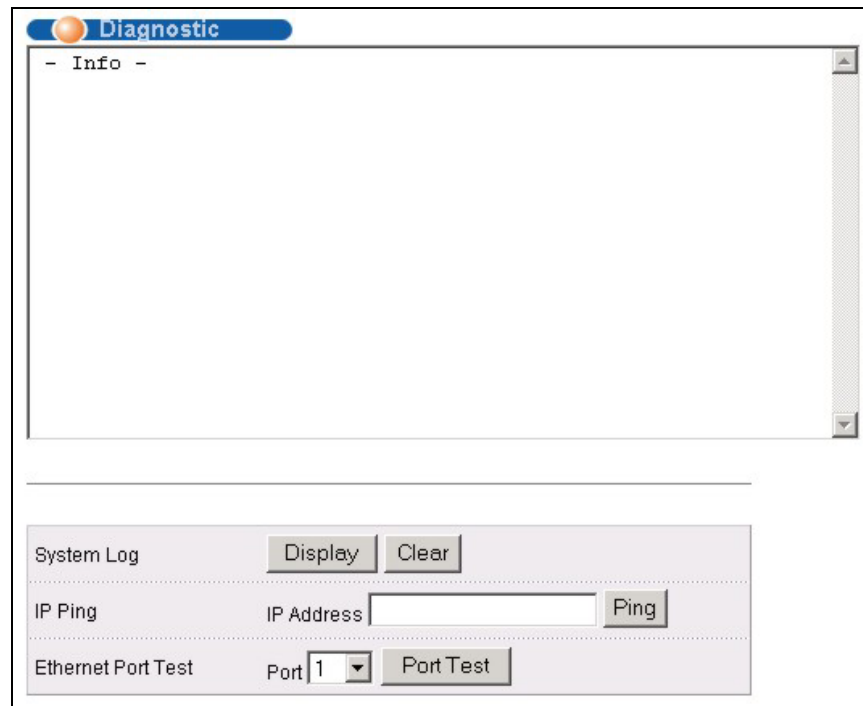 Diagnostic
- Info -
System Log Display Clear
IP Ping IP Address Ping
Ethernet Port Test Port 1 Port Test